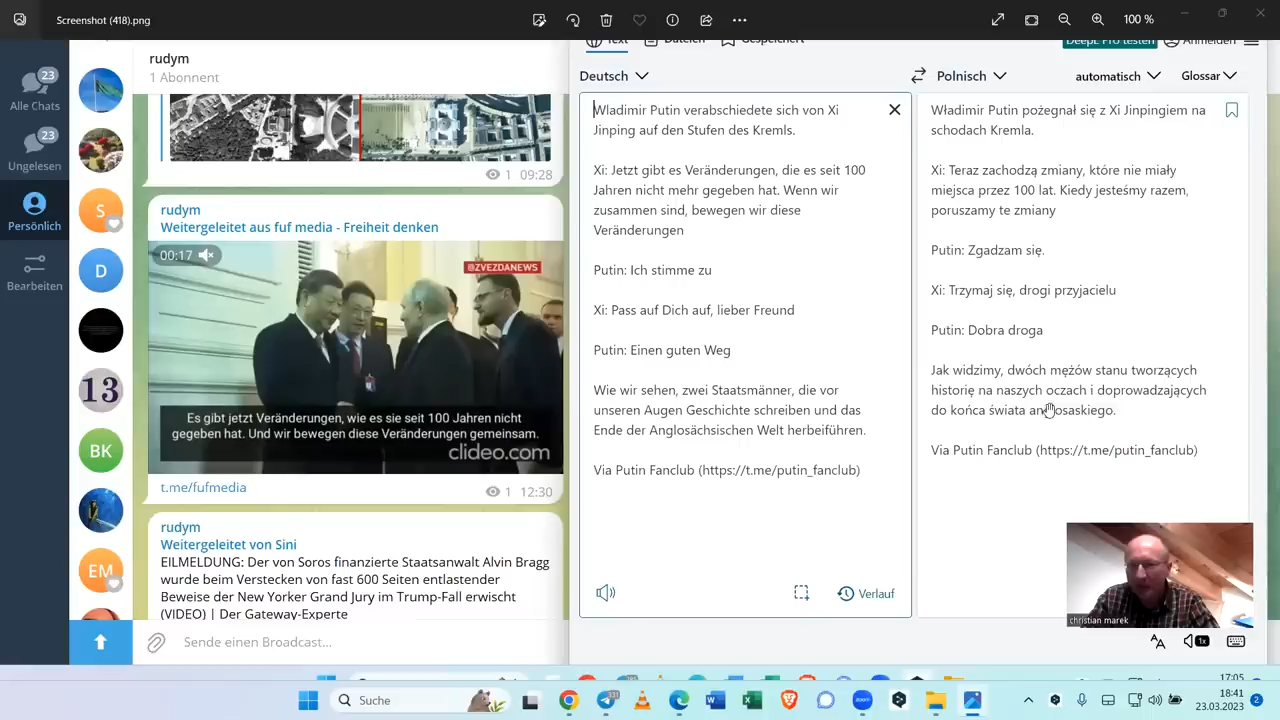 Screenshot (418).png
100 %
23
Alle Chats
23
Ungelesen
Persönlich
Bearbeiten
S
D
13
BK
EM
rudym
1 Abonnent
1 09:28
rudym
Weitergeleitet aus fuf media - Freiheit denken
00:17
@ZVEZDANEWS
Es gibt jetzt Veränderungen, wie es sie seit 100 Jahren nicht
gegeben hat. Und wir bewegen diese Veränderungen gemeinsam.
clideo.com
t.me/fufmedia
1 12:30
rudym
Weitergeleitet von Sini
EILMELDUNG: Der von Soros finanzierte Staatsanwalt Alvin Bragg
wurde beim Verstecken von fast 600 Seiten entlastender
Beweise der New Yorker Grand Jury im Trump-Fall erwischt
(VIDEO) | Der Gateway-Experte
Sende einen Broadcast...
Text
Dateien
Gespeichert
DeepL Pro testen
Anmelden
Deutsch
Polnisch
automatisch
Glossar
Wladimir Putin verabschiedete sich von Xi
Jinping auf den Stufen des Kremls.
Xi: Jetzt gibt es Veränderungen, die es seit 100
Jahren nicht mehr gegeben hat. Wenn wir
zusammen sind, bewegen wir diese
Veränderungen
Putin: Ich stimme zu
Xi: Pass auf Dich auf, lieber Freund
Putin: Einen guten Weg
Wie wir sehen, zwei Staatsmänner, die vor
unseren Augen Geschichte schreiben und das
Ende der Anglosächsischen Welt herbeiführen.
Via Putin Fanclub (https://t.me/putin_fanclub)
Verlauf
Władimir Putin pożegnał się z Xi Jinpingiem na
schodach Kremla.
Xi: Teraz zachodzą zmiany, które nie miały
miejsca przez 100 lat. Kiedy jesteśmy razem,
poruszamy te zmiany
Putin: Zgadzam się.
Xi: Trzymaj się, drogi przyjacielu
Putin: Dobra droga
Jak widzimy, dwóch mężów stanu tworzących
historię na naszych oczach i doprowadzających
do końca świata
Via Putin Fanclub (https://t.me/putin_fanclub)
christian marek
1x
17:05
Suche
18:41
23.03.2023
2